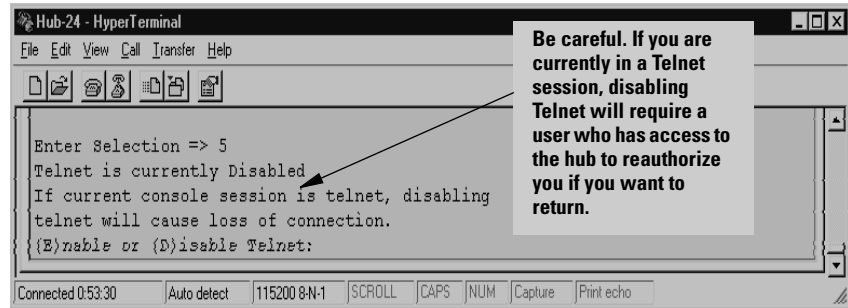 Hub-24 - HyperTerminal
File Edit View Call Transfer Help
Be careful. If you are
currently in a Telnet
session, disabling
Telnet will require a
user who has access to
the hub to reauthorize
you if you want to
return.
Enter Selection => 5
Telnet is currently Disabled
If current console session is telnet, disabling
telnet will cause loss of connection.
(E)nable or (D)isable Telnet:
Connected 0:53:30 Auto detect 115200 8-N-1 SCROLL CAPS NUM Capture Print echo